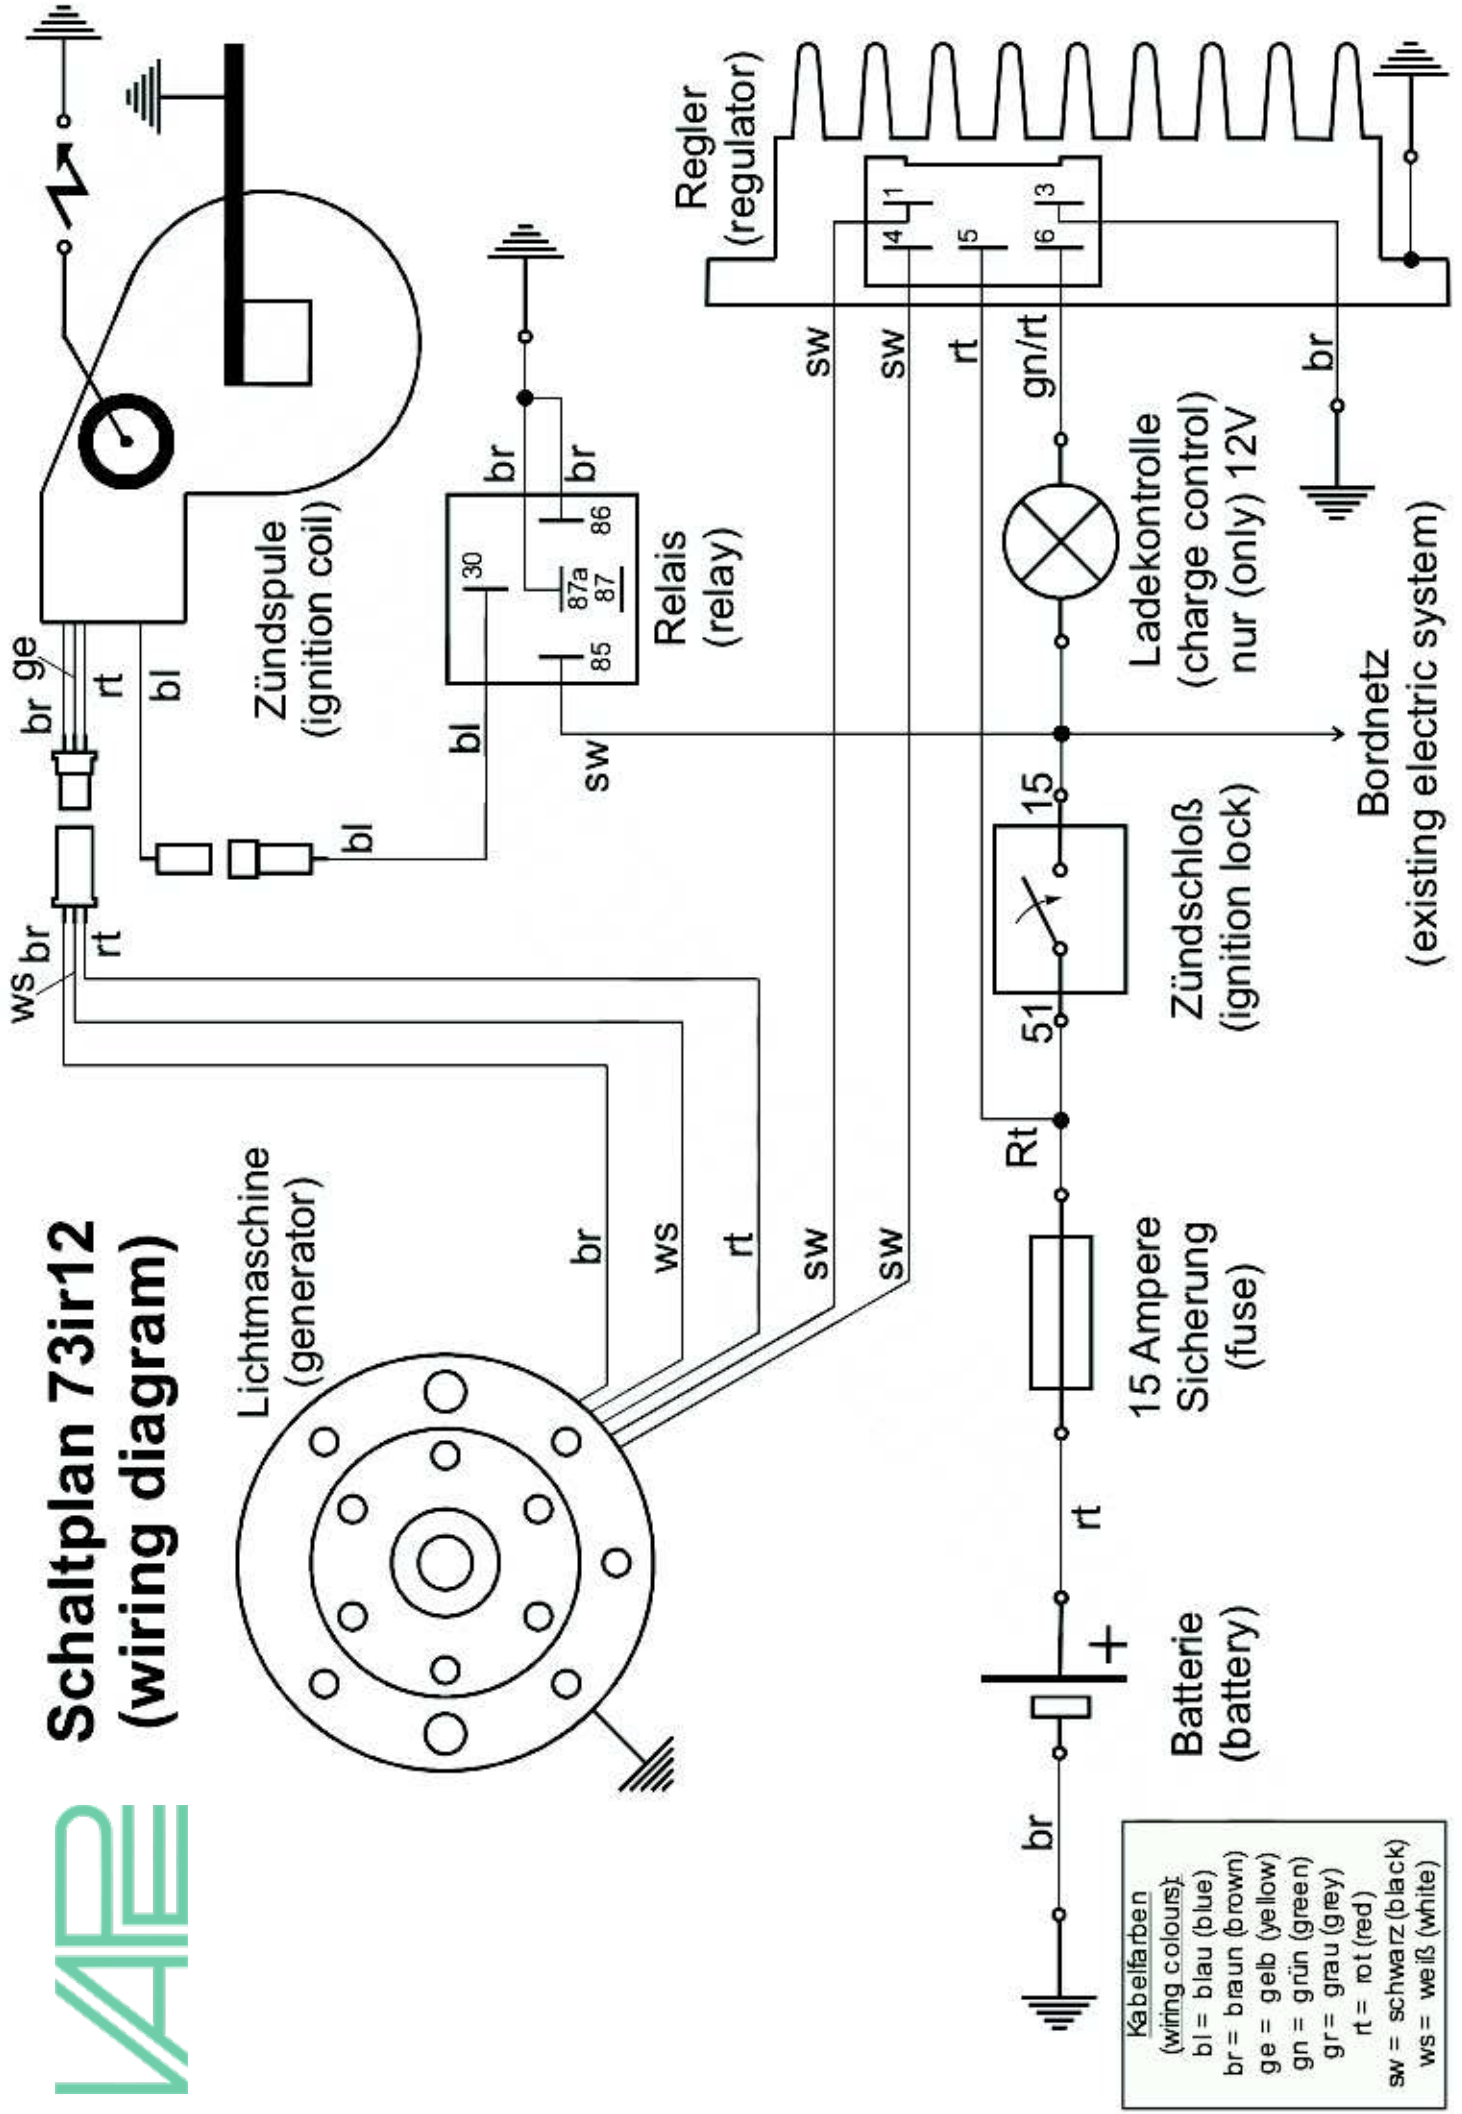 VAPE
Schaltplan 73ir12
(wiring diagram)
Lichtmaschine
(generator)
br
ws
rt
sw
sw
ws
br
rt
br
ge
rt
bl
bl
Zündspule
(ignition coil)
bl
sw
br
br
30
85
87a
87
86
Relais
(relay)
Regler
(regulator)
1
4
5
3
6
sw
sw
rt
gn/rt
br
Ladekontrolle
(charge control)
nur (only) 12V
Bordnetz
(existing electric system)
15
51
Zündschloß
(ignition lock)
Rt
15 Ampere
Sicherung
(fuse)
rt
+
Batterie
(battery)
br
Kabelfarben
(wiring colours):
bl = blau (blue)
br = braun (brown)
ge = gelb (yellow)
gn = grün (green)
gr = grau (grey)
rt = rot (red)
sw = schwarz (black)
ws = weiß (white)